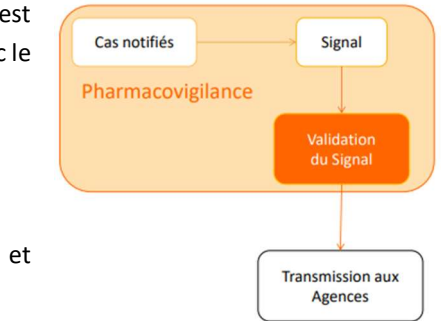 est
c le
Cas notifiés
Signal
Pharmacovigilance
Validation
du Signal
et
Transmission aux
Agences